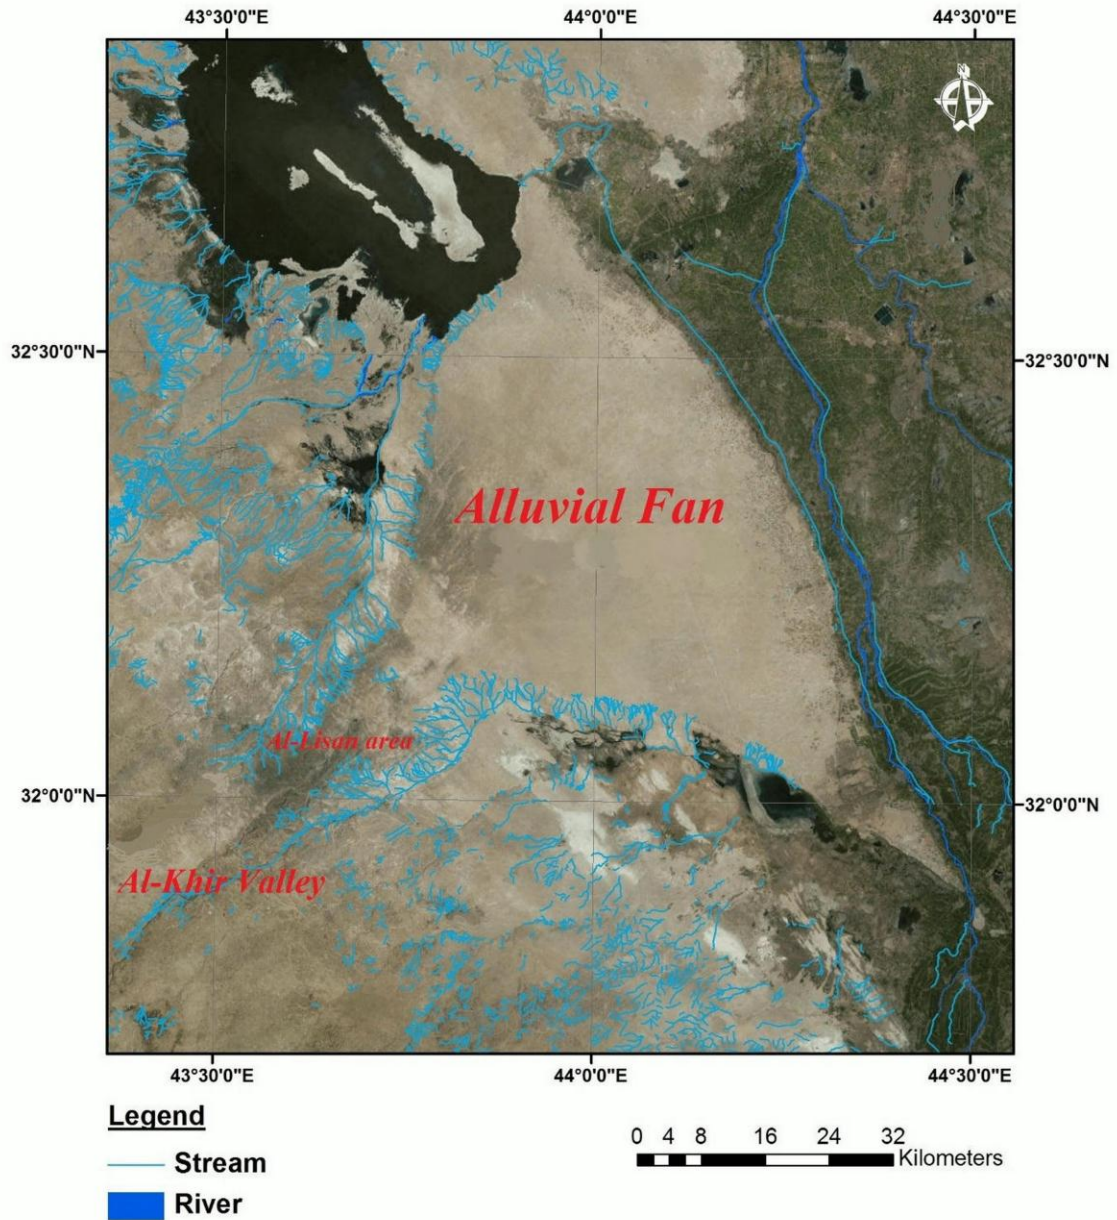 43°30'0"E 44°0'0"E 44°30'0"E
N
32°30'0"N 32°30'0"N
Alluvial Fan
Al-Lisan area
32°0'0"N 32°0'0"N
Al-Khir Valley
43°30'0"E 44°0'0"E 44°30'0"E
Legend
Stream
River
0 4 8 16 24 32
Kilometers